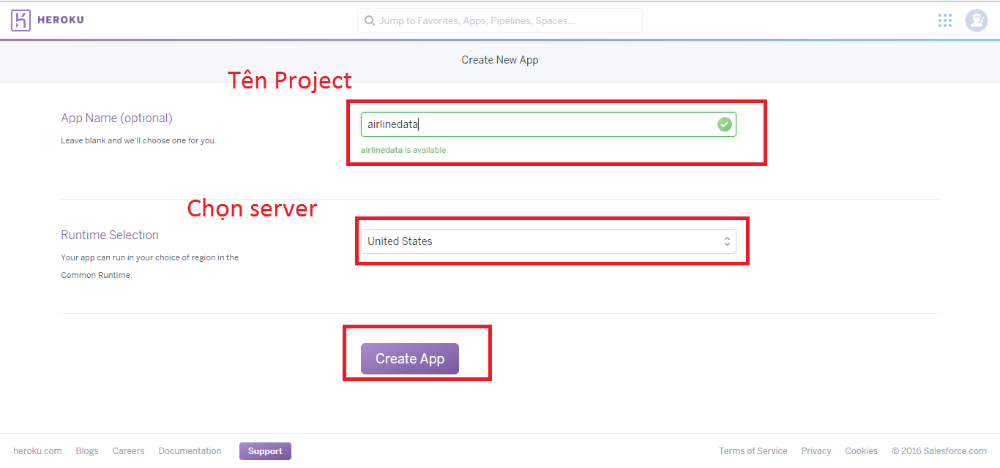 HEROKU
Jump to Favorites, Apps, Pipelines, Spaces...
Create New App
Tên Project
App Name (optional)
Leave blank and we'll choose one for you.
airlinedata
airlinedata is available
Chọn server
Runtime Selection
Your app can run in your choice of region in the
Common Runtime.
United States
Create App
heroku.com Blogs Careers Documentation Support Terms of Service Privacy Cookies © 2016 Salesforce.com